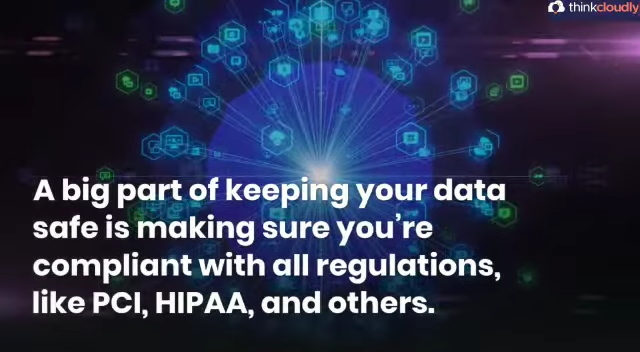 thinkcloudly
A big part of keeping your data
safe is making sure you're
compliant with all regulations,
like PCI, HIPAA, and others.